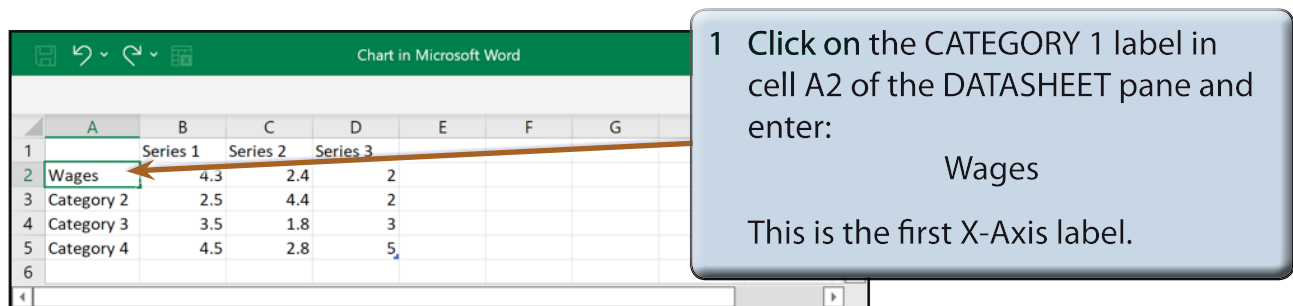 Chart in Microsoft Word
A B C D E F G
1 Series 1 Series 2 Series 3
2 Wages 4.3 2.4 2
3 Category 2 2.5 4.4 2
4 Category 3 3.5 1.8 3
5 Category 4 4.5 2.8 5
6
1 Click on the CATEGORY 1 label in
cell A2 of the DATASHEET pane and
enter:
Wages
This is the first X-Axis label.